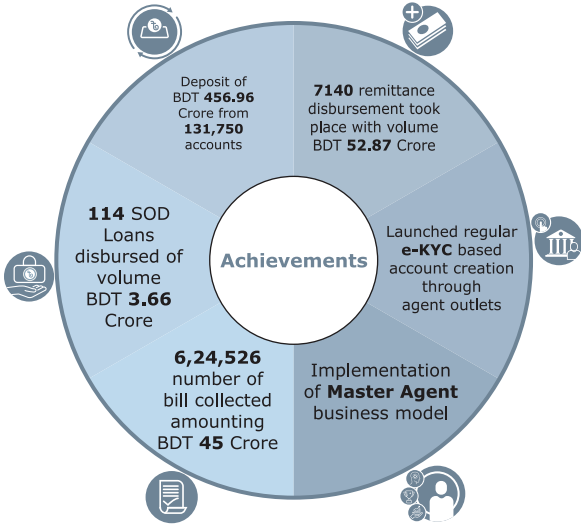 Deposit of
BDT 456.96
Crore from
131,750
accounts
7140 remittance
disbursement took
place with volume
BDT 52.87 Crore
114 SOD
Loans
disbursed of
volume
BDT 3.66
Crore
Achievements
Launched regular
e-KYC based
account creation
through
agent outlets
6,24,526
number of
bill collected
amounting
BDT 45 Crore
Implementation
of Master Agent
business model